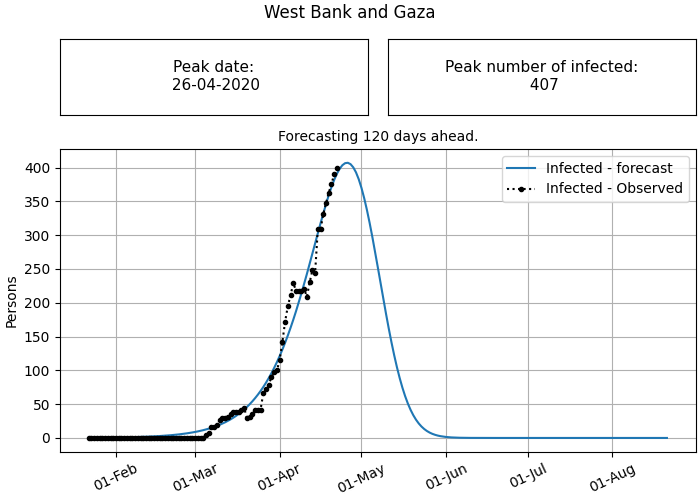 West Bank and Gaza
Peak date:
26-04-2020
Peak number of infected:
407
Forecasting 120 days ahead.
Infected - forecast
Infected - Observed
Persons
400
350
300
250
200
150
100
50
0
01-Feb
01-Mar
01-Apr
01-May
01-Jun
01-Jul
01-Aug